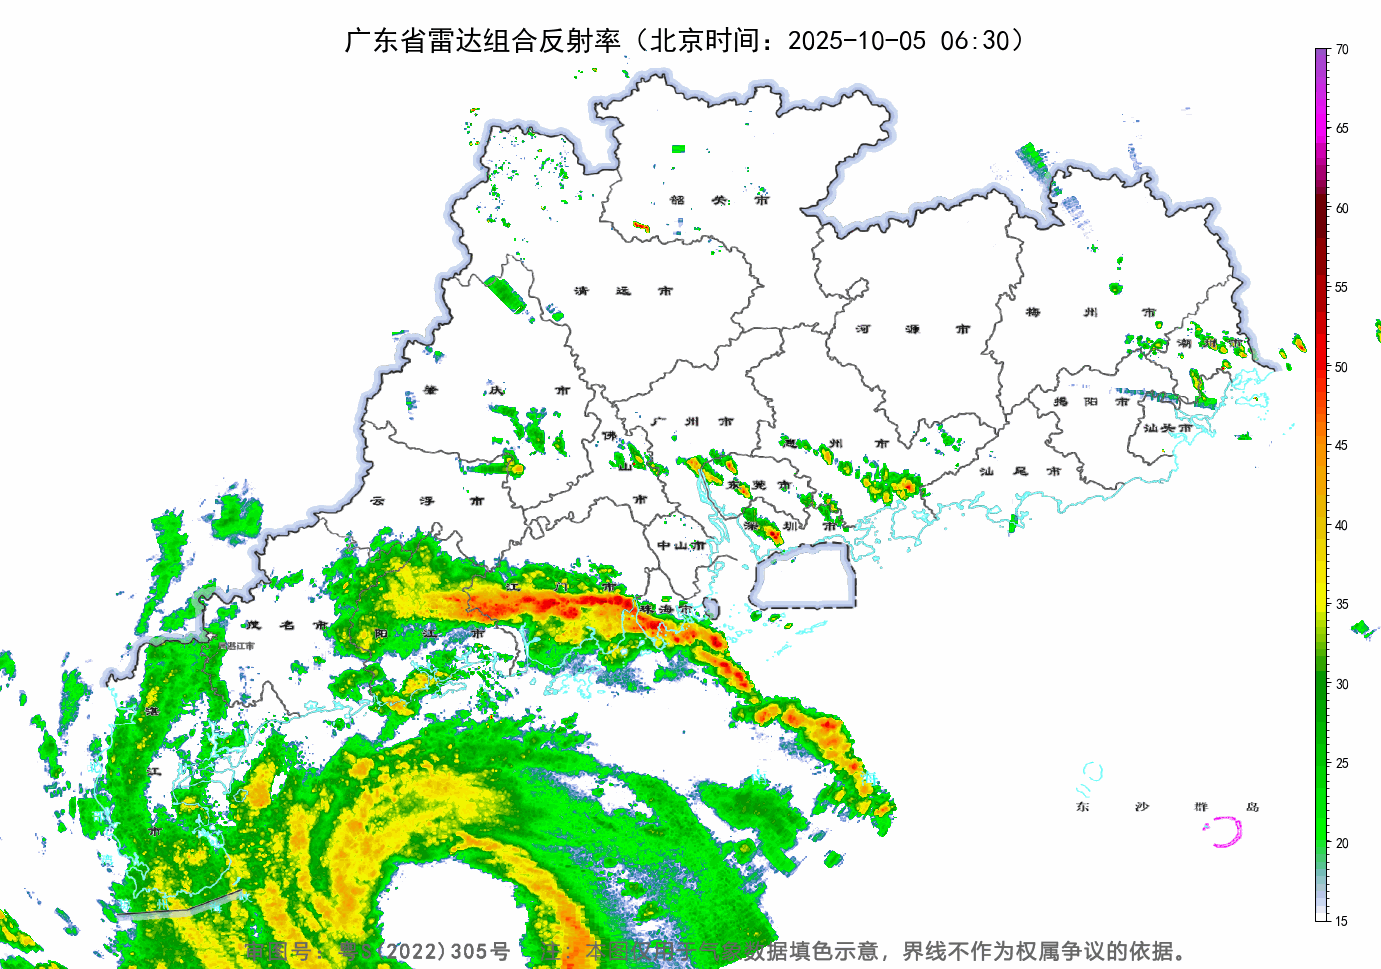 广东省雷达组合反射率（北京时间：2025-10-05 06:30）
70
65
60
55
50
45
40
35
30
25
20
15
韶关市
清远市
梅州市
河源市
潮州市
肇庆市
揭阳市
广州市
汕头市
佛山市
惠州市
汕尾市
东莞市
云浮市
深圳市
中山市
江门市
珠海市
茂名市
阳江市
湛江市
湛江市
东沙群岛
审图号：粤S(2022)305号 注：本图仅用于气象数据填色示意，界线不作为权属争议的依据。